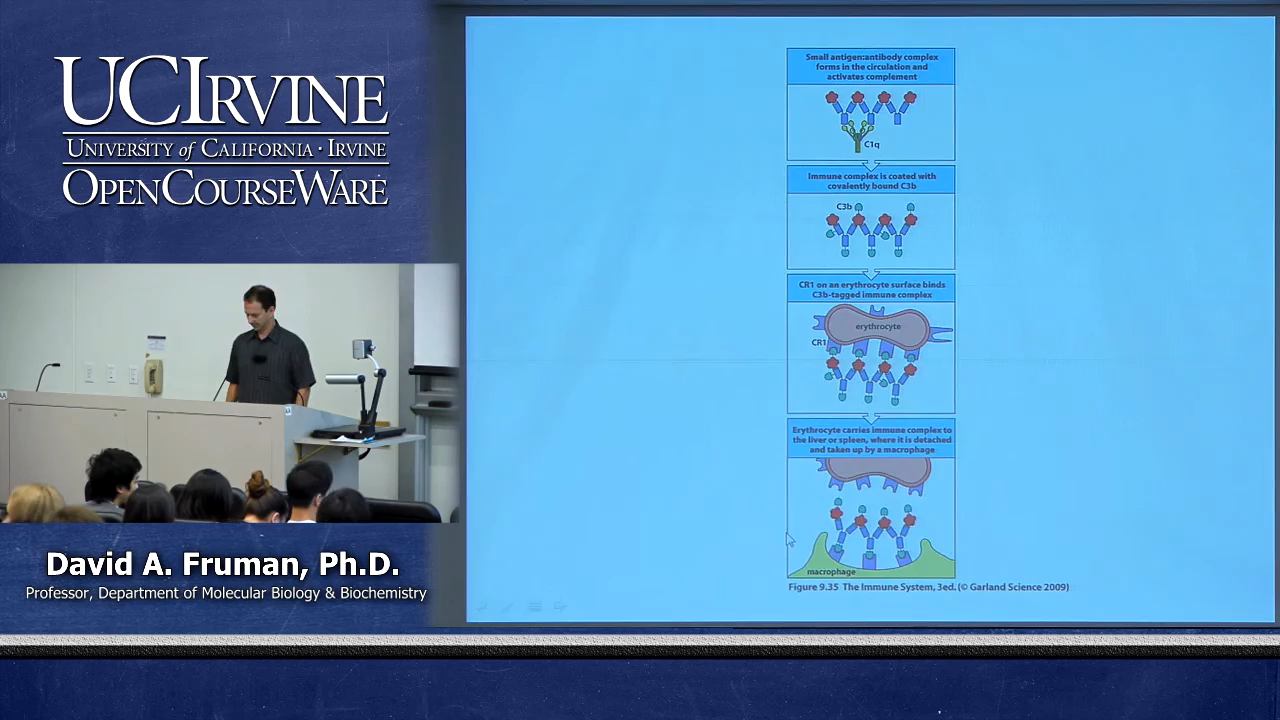 UCIRVINE
UNIVERSITY of CALIFORNIA · IRVINE
OPENCOURSEWARE
David A. Fruman, Ph.D.
Professor, Department of Molecular Biology & Biochemistry
Small antigen:antibody complex
forms in the circulation and
activates complement
C1q
Immune complex is coated with
covalently bound C3b
C3b
CR1 on an erythrocyte surface binds
C3b-tagged immune complex
erythrocyte
CR1
Erythrocyte carries immune complex to
the liver or spleen, where it is detached
and taken up by a macrophage
macrophage
Figure 9.35 The Immune System, 3ed. (© Garland Science 2009)